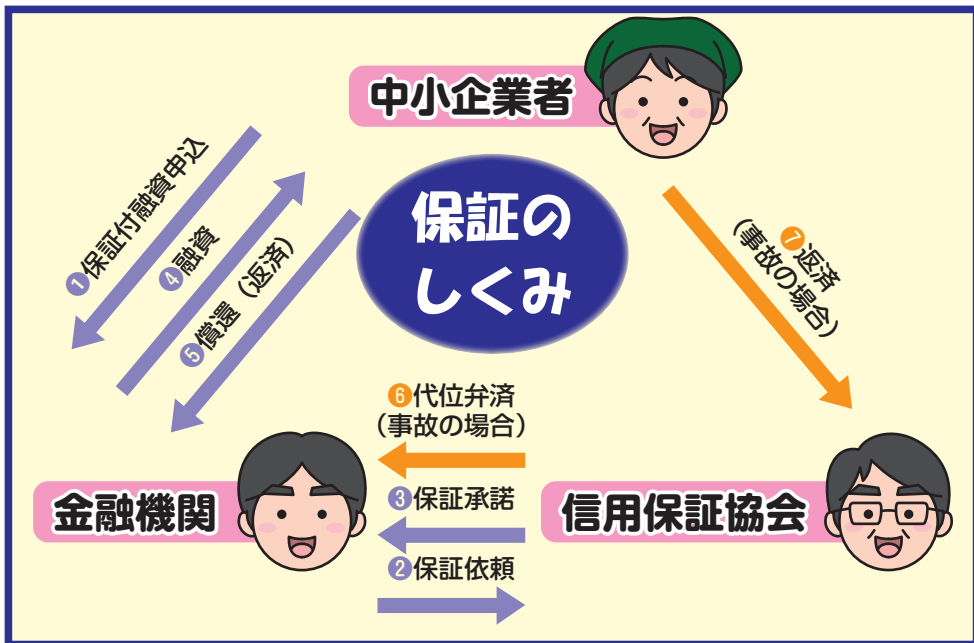 中小企業者
保証の
しくみ
❶保証付融資申込
❹融資
❺償還（返済）
❼返済
（事故の場合）
❻代位弁済
（事故の場合）
❸保証承諾
❷保証依頼
金融機関
信用保証協会